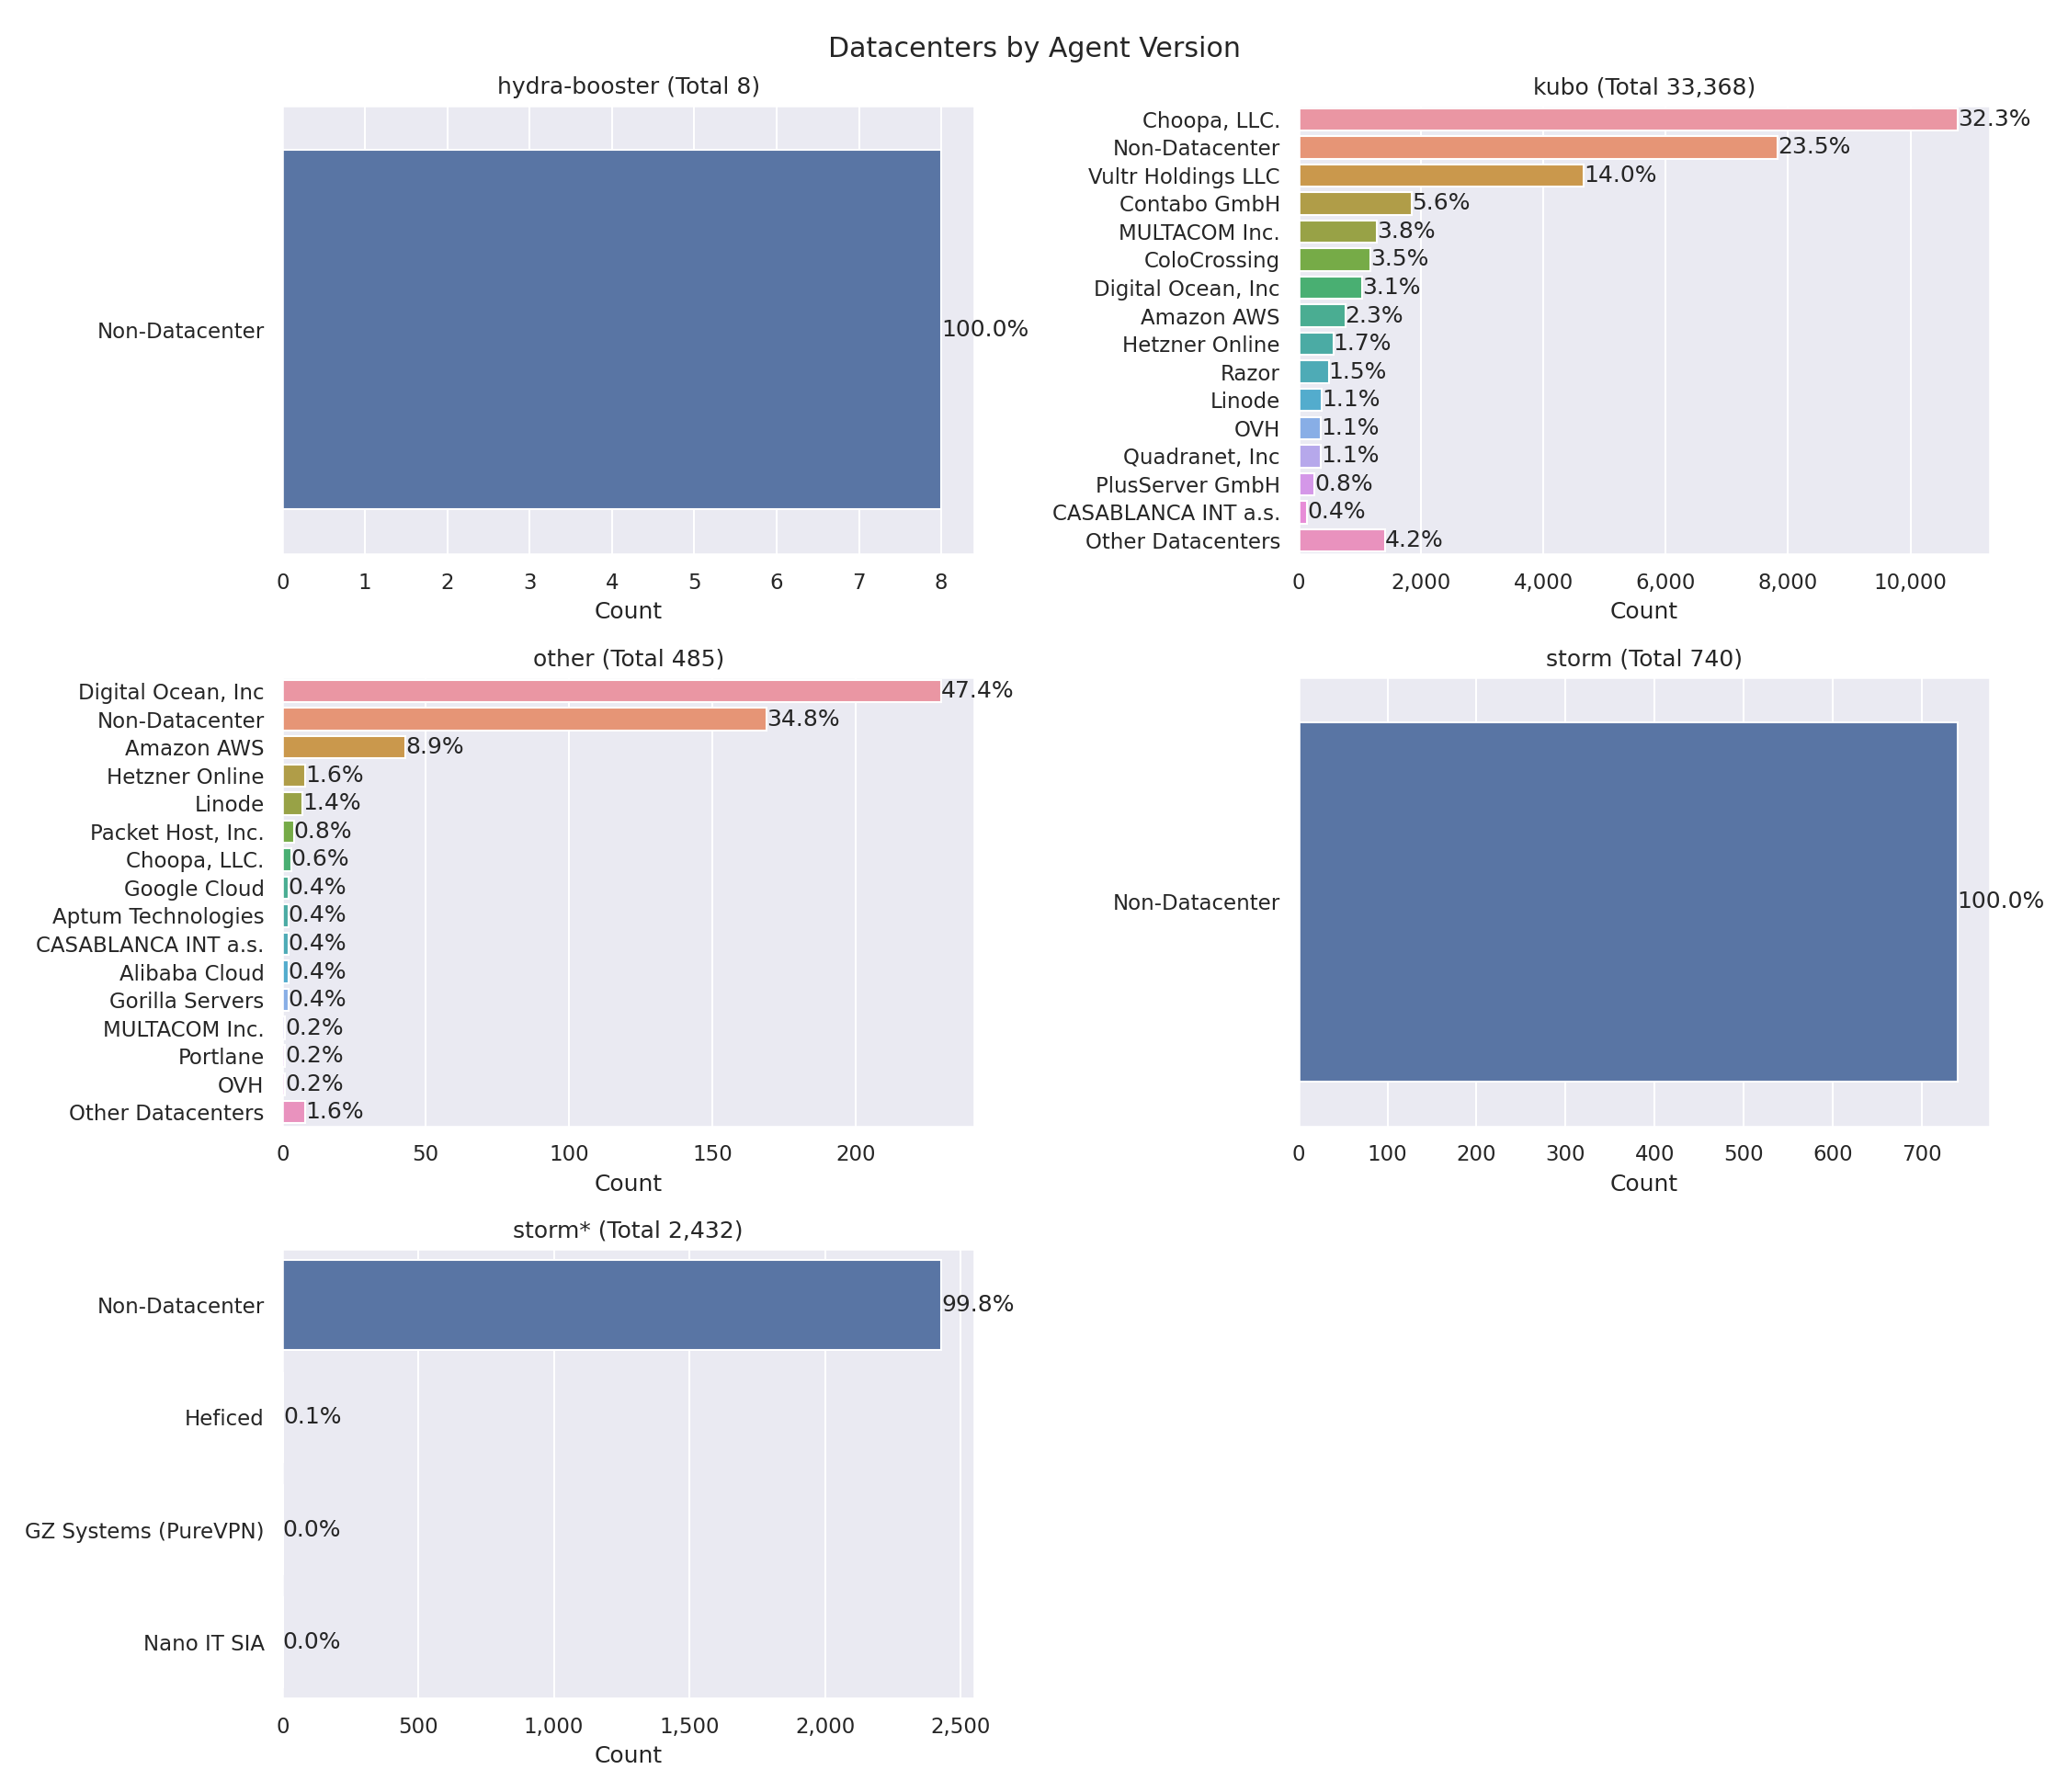 Datacenters by Agent Version
hydra-booster (Total 8)
Non-Datacenter
100.0%
0 1 2 3 4 5 6 7 8
Count
kubo (Total 33,368)
Choopa, LLC. 32.3%
Non-Datacenter 23.5%
Vultr Holdings LLC 14.0%
Contabo GmbH 5.6%
MULTACOM Inc. 3.8%
ColoCrossing 3.5%
Digital Ocean, Inc 3.1%
Amazon AWS 2.3%
Hetzner Online 1.7%
Razor 1.5%
Linode 1.1%
OVH 1.1%
Quadranet, Inc 1.1%
PlusServer GmbH 0.8%
CASABLANCA INT a.s. 0.4%
Other Datacenters 4.2%
0 2,000 4,000 6,000 8,000 10,000
Count
other (Total 485)
Digital Ocean, Inc 47.4%
Non-Datacenter 34.8%
Amazon AWS 8.9%
Hetzner Online 1.6%
Linode 1.4%
Packet Host, Inc. 0.8%
Choopa, LLC. 0.6%
Google Cloud 0.4%
Aptum Technologies 0.4%
CASABLANCA INT a.s. 0.4%
Alibaba Cloud 0.4%
Gorilla Servers 0.4%
MULTACOM Inc. 0.2%
Portlane 0.2%
OVH 0.2%
Other Datacenters 1.6%
0 50 100 150 200
Count
storm (Total 740)
Non-Datacenter 100.0%
0 100 200 300 400 500 600 700
Count
storm* (Total 2,432)
Non-Datacenter 99.8%
Heficed 0.1%
GZ Systems (PureVPN) 0.0%
Nano IT SIA 0.0%
0 500 1,000 1,500 2,000 2,500
Count